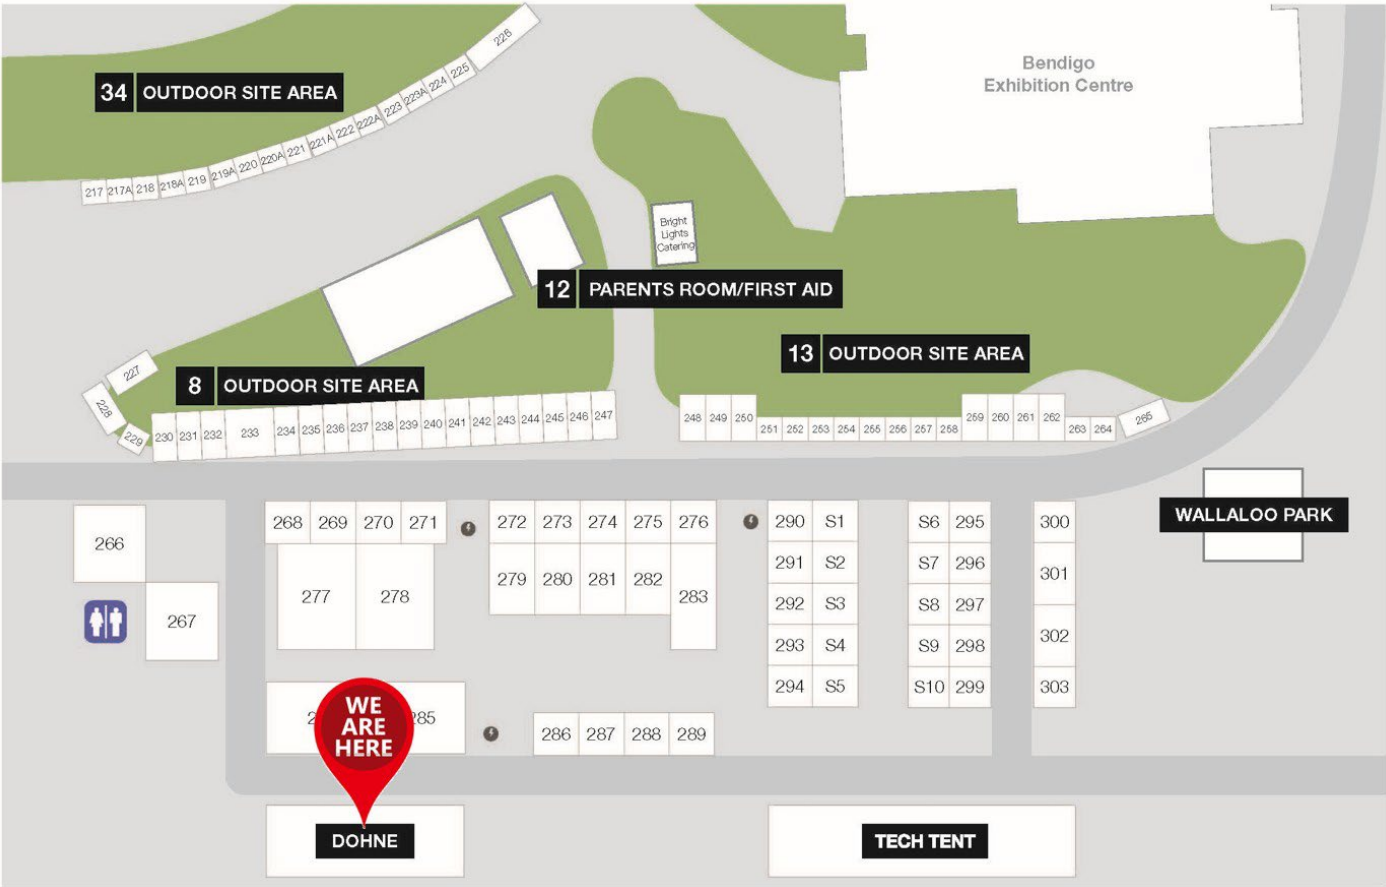 226
Bendigo
Exhibition Centre
34 OUTDOOR SITE AREA
217 217A 218 218A 219 219A 220 220A 221 221A 222 222A 223 223A 224 225
Bright
Lights
Catering
12 PARENTS ROOM/FIRST AID
13 OUTDOOR SITE AREA
227
8 OUTDOOR SITE AREA
228
229
230 231 232 233 234 235 236 237 238 239 240 241 242 243 244 245 246 247
248 249 250 251 252 253 254 255 256 257 258 259 260 261 262 263 264 265
WALLALOO PARK
268 269 270 271
272 273 274 275 276
290 S1
S6 295
300
266
279 280 281 282
291 S2
S7 296
301
277 278
283
292 S3
S8 297
267
293 S4
S9 298
302
294 S5
S10 299
303
285
WE
ARE
HERE
286 287 288 289
DOHNE
TECH TENT